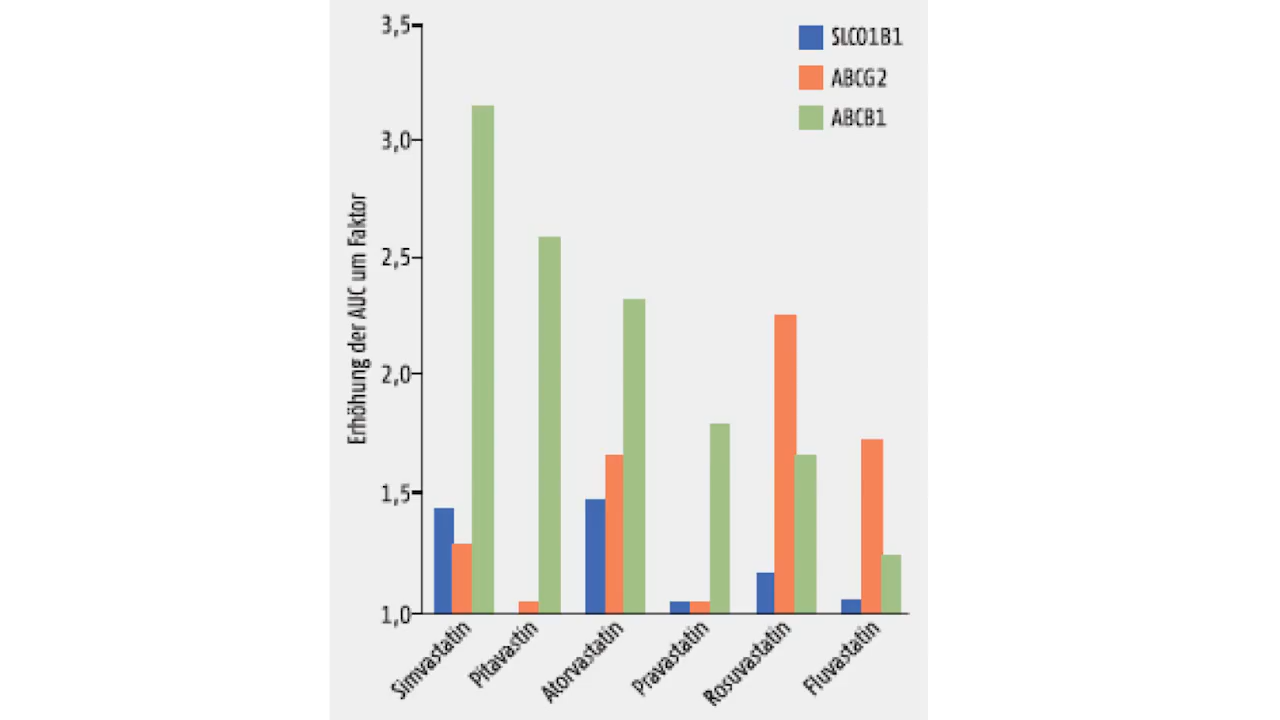 3,5
3,0
2,5
2,0
1,5
1,0
Erhöhung der AUC um Faktor
SLCO1B1
ABCG2
ABCB1
Simvastatin
Pitavastin
Atorvastatin
Pravastatin
Rosuvastatin
Fluvastatin